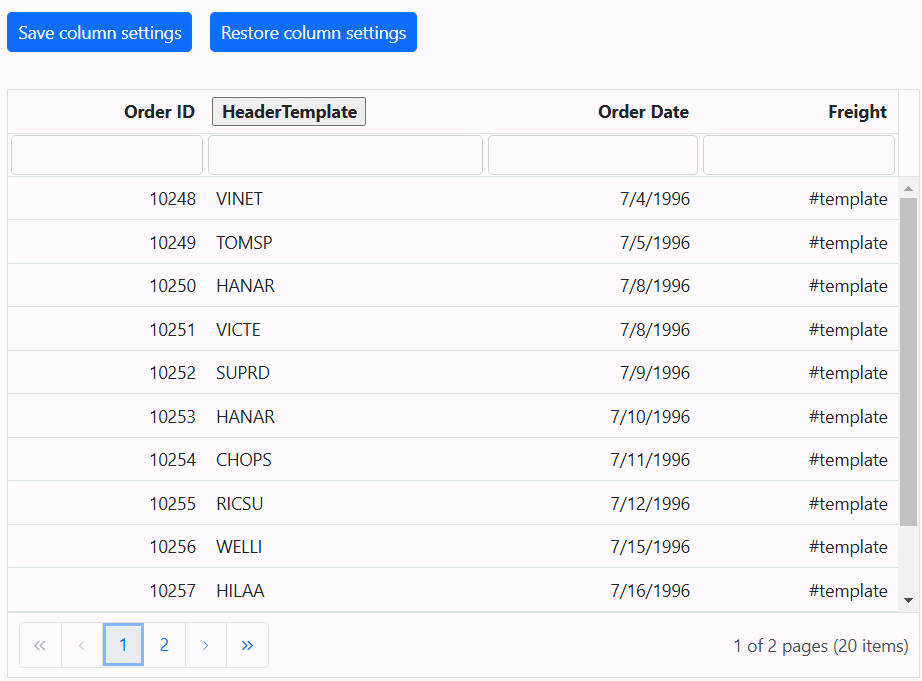 Save column settings Restore column settings
Order ID HeaderTemplate Order Date Freight
10248 VINET 7/4/1996 #template
10249 TOMSP 7/5/1996 #template
10250 HANAR 7/8/1996 #template
10251 VICTE 7/8/1996 #template
10252 SUPRD 7/9/1996 #template
10253 HANAR 7/10/1996 #template
10254 CHOPS 7/11/1996 #template
10255 RICSU 7/12/1996 #template
10256 WELLI 7/15/1996 #template
10257 HILAA 7/16/1996 #template
« ‹ 1 2 › » 1 of 2 pages (20 items)